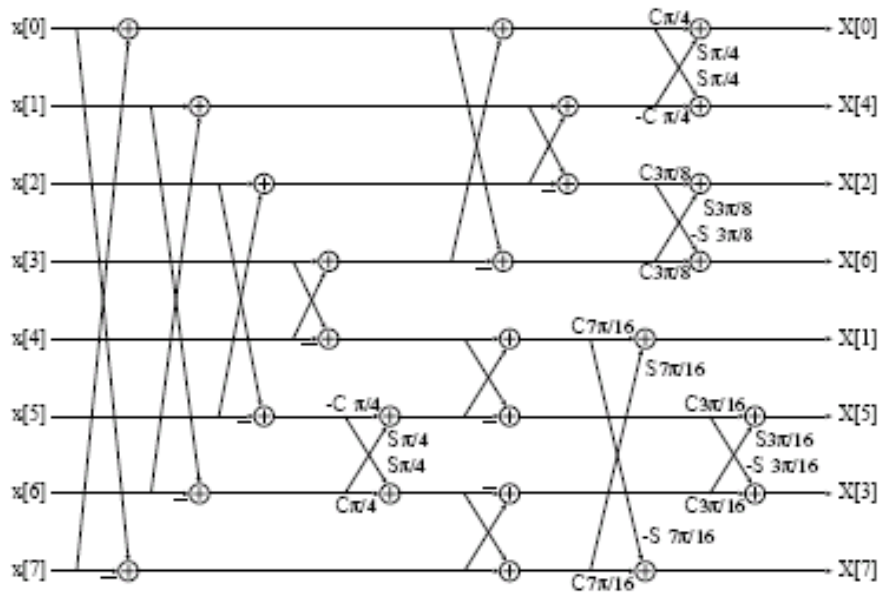 x[0] Cπ/4 X[0]
Sπ/4
Sπ/4
x[1] -C π/4 X[4]
x[2] C3π/8 X[2]
S3π/8
-S 3π/8
x[3] C3π/8 X[6]
x[4] C7π/16 X[1]
S7π/16
x[5] -C π/4 C3π/16 X[5]
Sπ/4 S3π/16
Sπ/4 -S 3π/16
x[6] Cπ/4 C3π/16 X[3]
-S 7π/16
x[7] C7π/16 X[7]